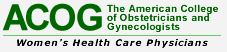 ACOG The American College
of Obstetricians and
Gynecologists
Women's Health Care Physicians